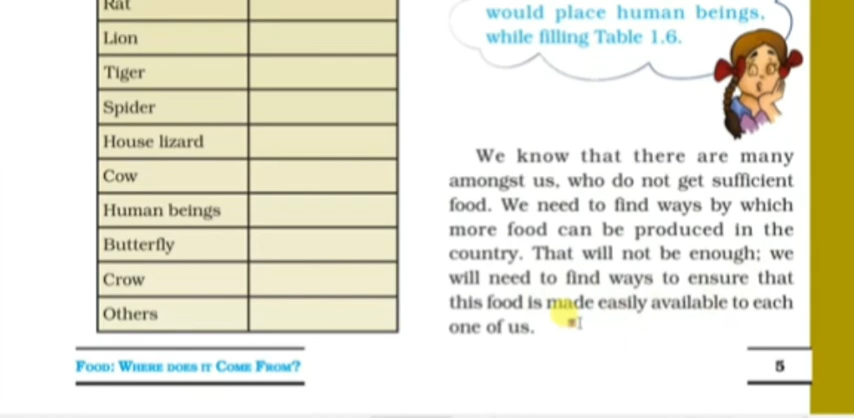 Rat
Lion
Tiger
Spider
House lizard
Cow
Human beings
Butterfly
Crow
Others
would place human beings,
while filling Table 1.6.
We know that there are many
amongst us, who do not get sufficient
food. We need to find ways by which
more food can be produced in the
country. That will not be enough; we
will need to find ways to ensure that
this food is made easily available to each
one of us.
FOOD: WHERE DOES IT COME FROM?
5